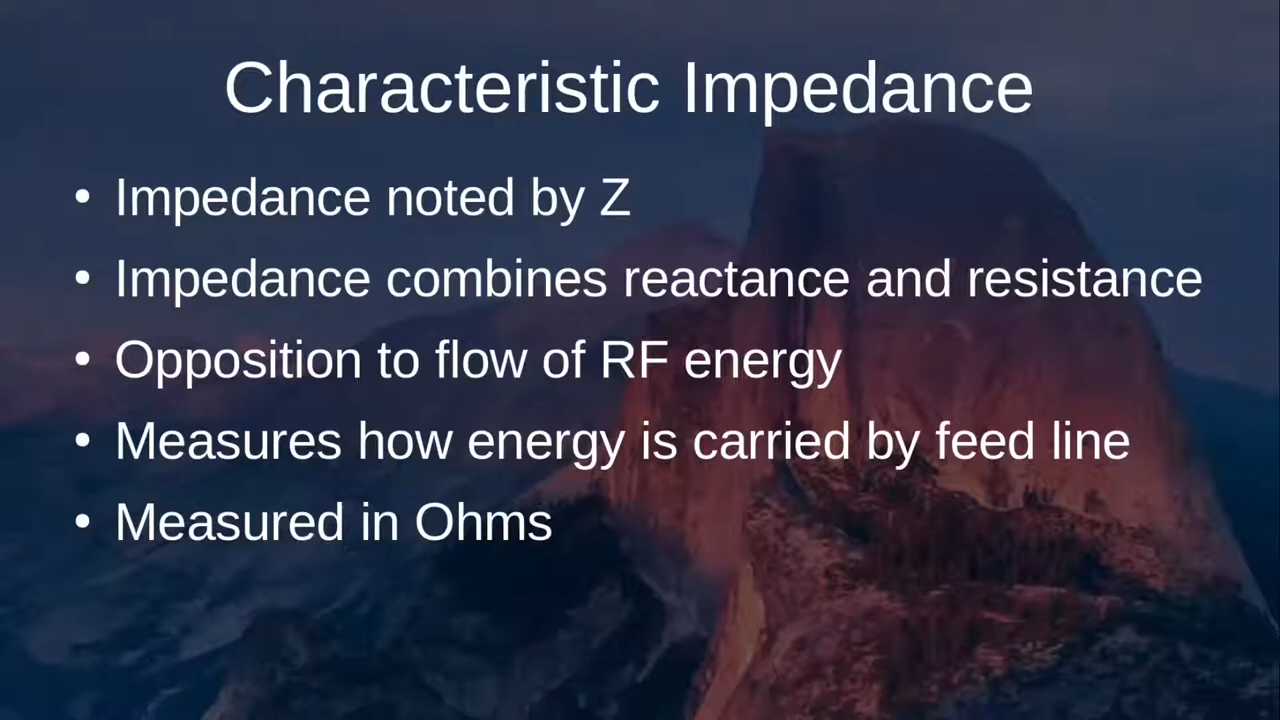 Characteristic Impedance
• Impedance noted by Z
• Impedance combines reactance and resistance
• Opposition to flow of RF energy
• Measures how energy is carried by feed line
• Measured in Ohms